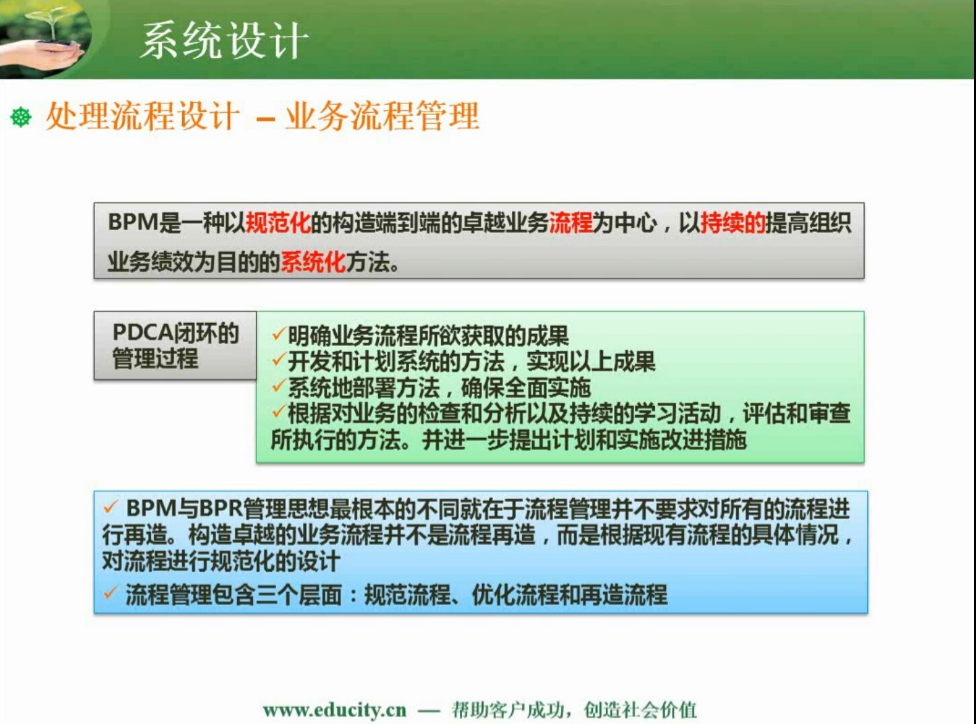 系统设计
处理流程设计 – 业务流程管理
BPM是一种以规范化的构造端到端的卓越业务流程为中心，以持续的提高组织
业务绩效为目的的系统化方法。
PDCA闭环的
管理过程
✓明确业务流程所欲获取的成果
✓开发和计划系统的方法，实现以上成果
✓系统地部署方法，确保全面实施
✓根据对业务的检查和分析以及持续的学习活动，评估和审查
所执行的方法。并进一步提出计划和实施改进措施
✓ BPM与BPR管理思想最根本的不同就在于流程管理并不要求对所有的流程进
行再造。构造卓越的业务流程并不是流程再造，而是根据现有流程的具体情况，
对流程进行规范化的设计
✓ 流程管理包含三个层面：规范流程、优化流程和再造流程
www.educity.cn — 帮助客户成功，创造社会价值